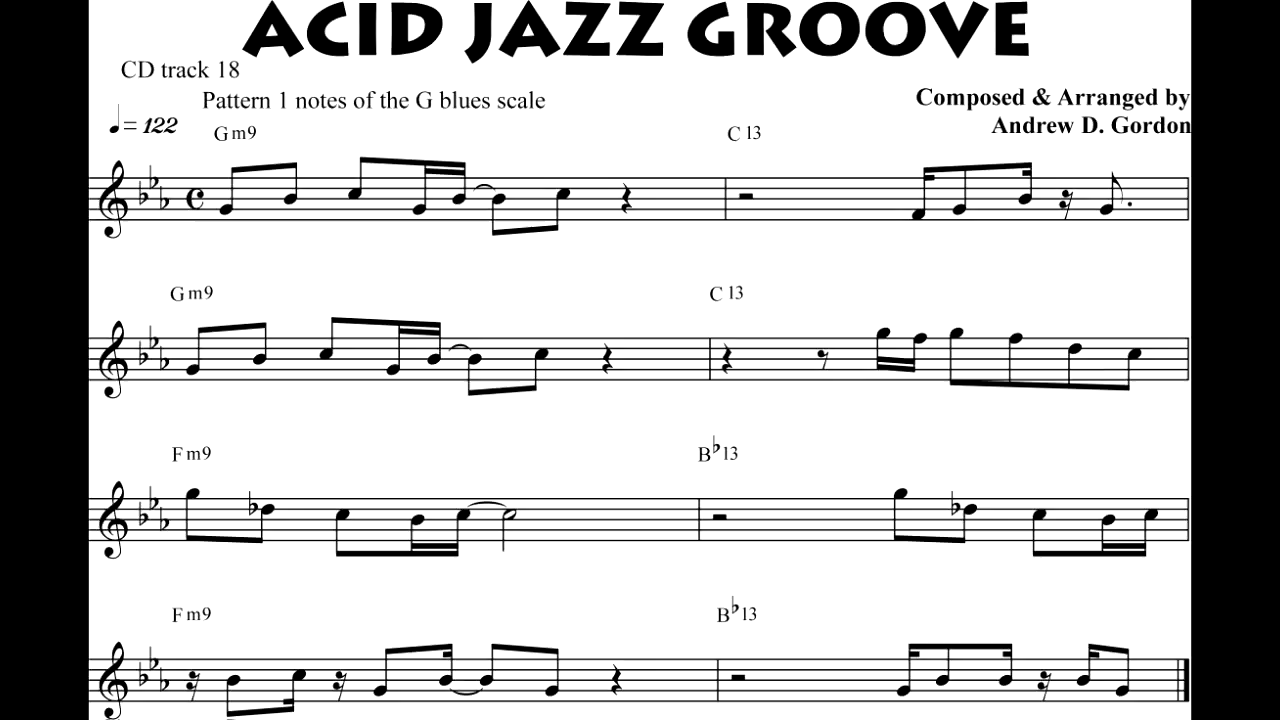 ACID JAZZ GROOVE
CD track 18
Pattern 1 notes of the G blues scale
Composed & Arranged by
♩= 122
Andrew D. Gordon
Gm9 C 13
Gm9 C 13
Fm9 B♭13
Fm9 B♭13